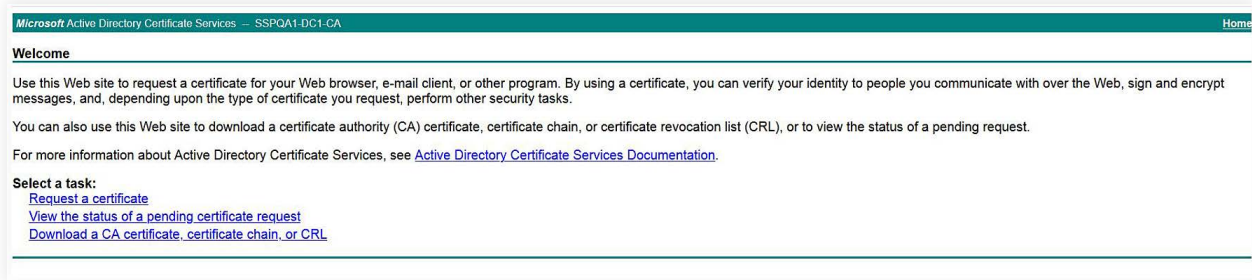 Microsoft Active Directory Certificate Services -- SSPQA1-DC1-CA Home
Welcome
Use this Web site to request a certificate for your Web browser, e-mail client, or other program. By using a certificate, you can verify your identity to people you communicate with over the Web, sign and encrypt
messages, and, depending upon the type of certificate you request, perform other security tasks.
You can also use this Web site to download a certificate authority (CA) certificate, certificate chain, or certificate revocation list (CRL), or to view the status of a pending request.
For more information about Active Directory Certificate Services, see Active Directory Certificate Services Documentation.
Select a task:
Request a certificate
View the status of a pending certificate request
Download a CA certificate, certificate chain, or CRL